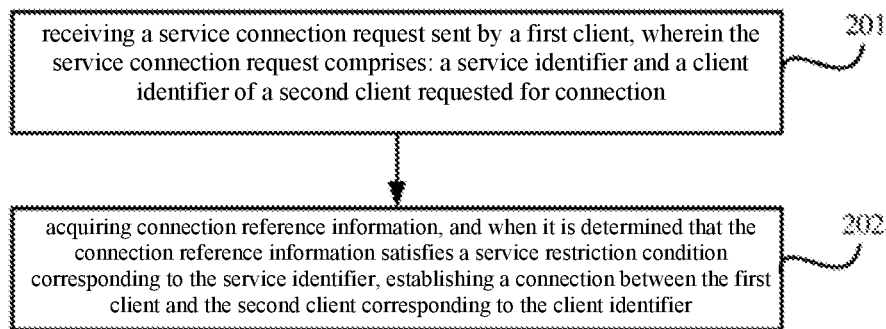 receiving a service connection request sent by a first client, wherein the
service connection request comprises: a service identifier and a client
identifier of a second client requested for connection
201
acquiring connection reference information, and when it is determined that the
connection reference information satisfies a service restriction condition
corresponding to the service identifier, establishing a connection between the first
client and the second client corresponding to the client identifier
202